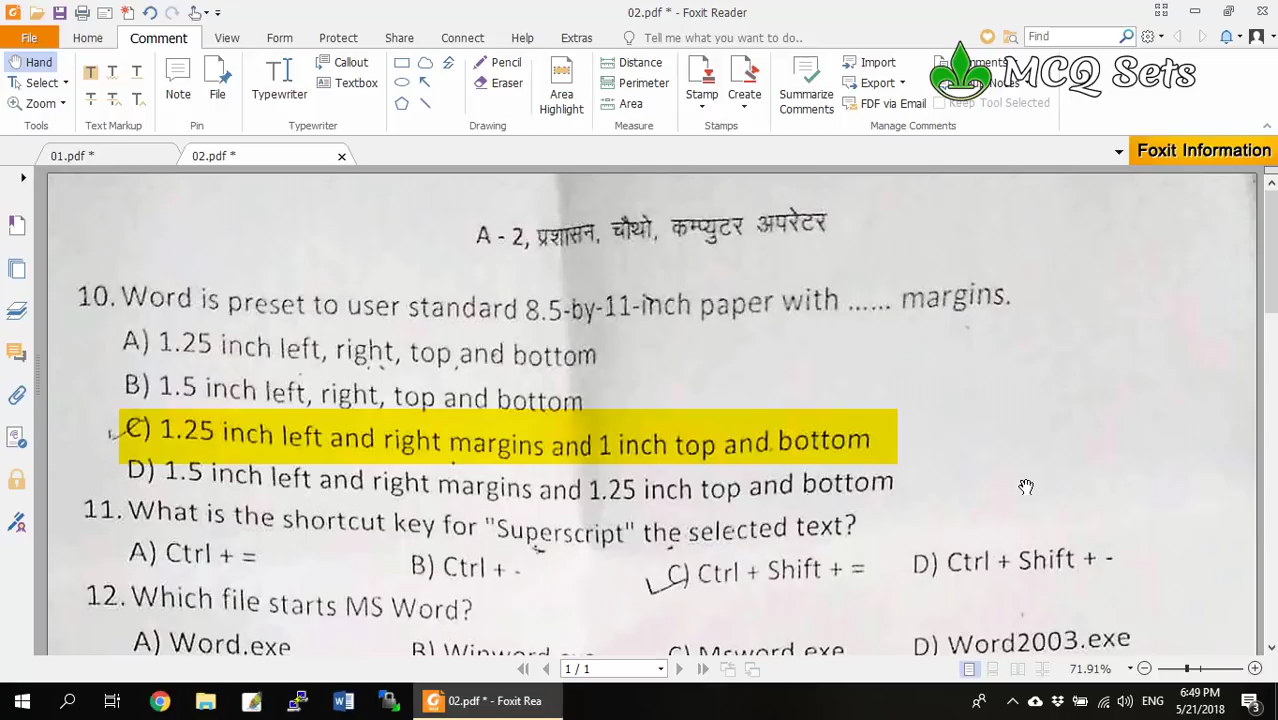 02.pdf * - Foxit Reader
File Home Comment View Form Protect Share Connect Help Extras Tell me what you want to do.. Find
Hand Select Zoom Tools
Text Markup
Note File Pin
Typewriter Callout Textbox Typewriter
Pencil Eraser Drawing
Area Highlight
Distance Perimeter Area Measure
Stamp Create Stamps
Summarize Comments Import Export FDF via Email Keep Tool Selected Manage Comments
MCQ Sets
01.pdf * 02.pdf * Foxit Information
A - 2, प्रशासन, चौथो, कम्प्युटर अपरेटर
10. Word is preset to user standard 8.5-by-11-inch paper with ...... margins.
A) 1.25 inch left, right, top and bottom
B) 1.5 inch left, right, top and bottom
C) 1.25 inch left and right margins and 1 inch top and bottom
D) 1.5 inch left and right margins and 1.25 inch top and bottom
11. What is the shortcut key for "Superscript" the selected text?
A) Ctrl + = B) Ctrl + - C) Ctrl + Shift + = D) Ctrl + Shift + -
12. Which file starts MS Word?
A) Word.exe B) Winword.exe C) Msword.exe D) Word2003.exe
1 / 1 71.91%
02.pdf * - Foxit Rea ENG 6:49 PM
5/21/2018 3